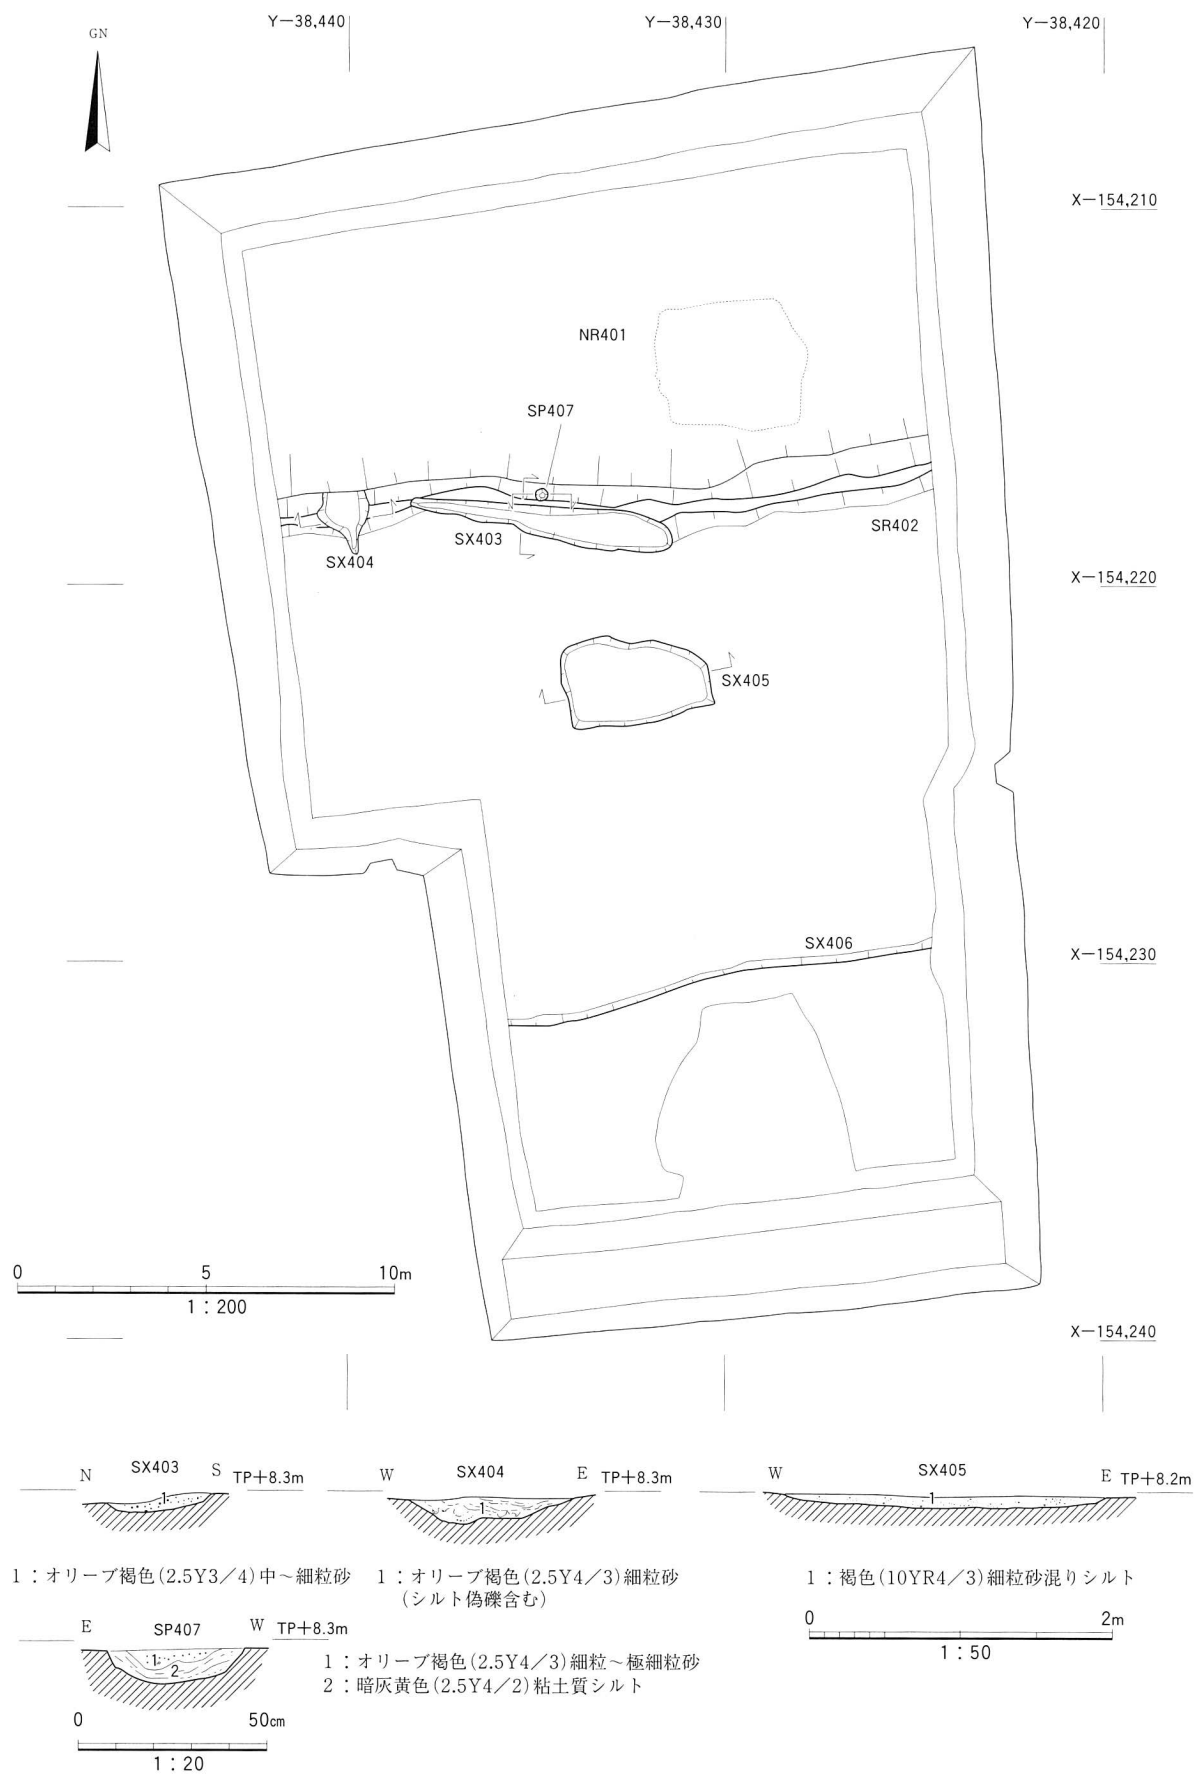 Y－38,440
Y－38,430
Y－38,420
GN
X－154,210
NR401
SP407
SR402
SX403
SX404
X－154,220
SX405
SX406
X－154,230
0 5 10m
1：200
X－154,240
N SX403 S TP＋8.3m
W SX404 E TP＋8.3m
W SX405 E TP＋8.2m
1
1
1
1：オリーブ褐色(2.5Y3／4)中～細粒砂
1：オリーブ褐色(2.5Y4／3)細粒砂
(シルト偽礫含む)
1：褐色(10YR4／3)細粒砂混りシルト
E SP407 W TP＋8.3m
1
2
1：オリーブ褐色(2.5Y4／3)細粒～極細粒砂
2：暗灰黄色(2.5Y4／2)粘土質シルト
0 2m
1：50
0 50cm
1：20